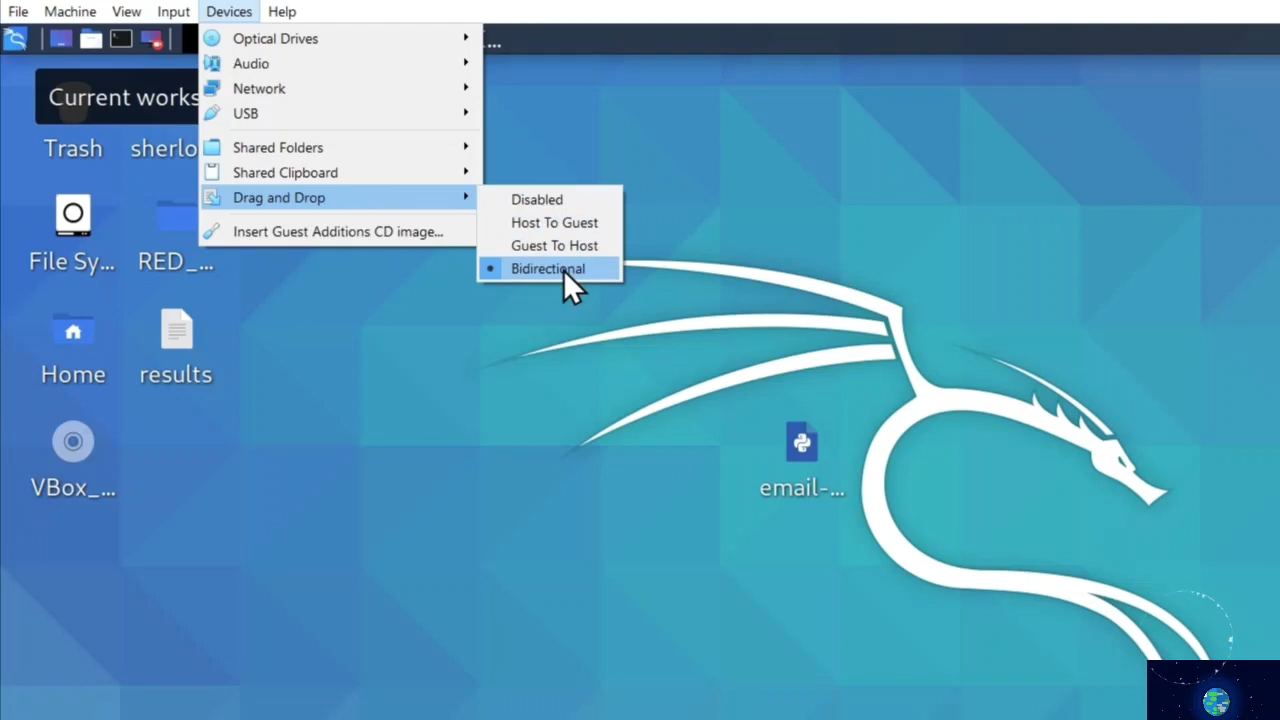 File Machine View Input Devices Help
...
Optical Drives
Audio
Network
USB
Shared Folders
Shared Clipboard
Drag and Drop
Insert Guest Additions CD image...
Disabled
Host To Guest
Guest To Host
Bidirectional
Current works
Trash sherlo
File Sy... RED_...
Home results
VBox_... email-...